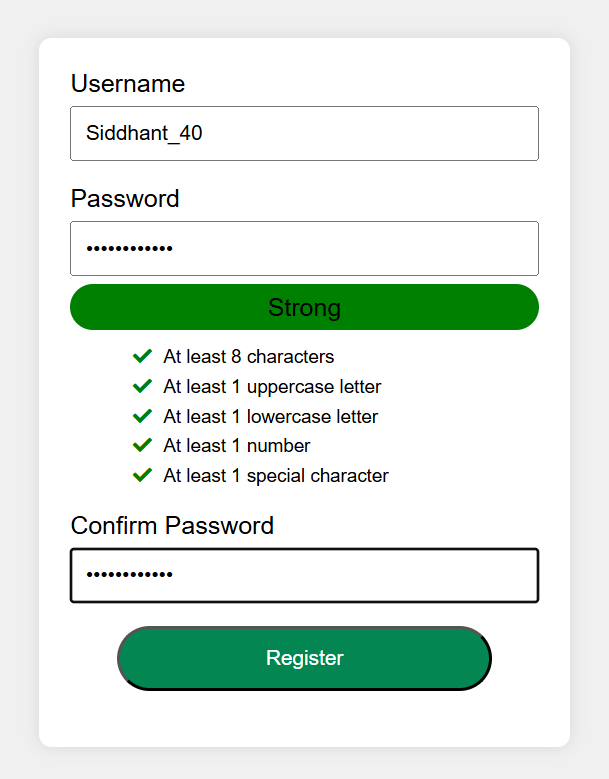 Username
Siddhant_40
Password
••••••••••••
Strong
At least 8 characters
At least 1 uppercase letter
At least 1 lowercase letter
At least 1 number
At least 1 special character
Confirm Password
••••••••••••
Register